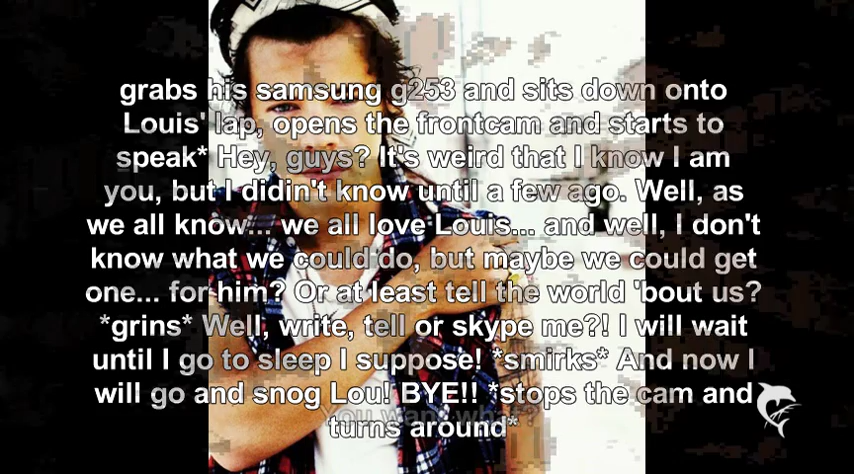 grabs his samsung g253 and sits down onto
Louis' lap, opens the frontcam and starts to
speak* Hey, guys? It's weird that I know I am
you, but I didin't know until a few ago. Well, as
we all know... we all love Louis... and well, I don't
know what we could do, but maybe we could get
one... for him? Or at least tell the world 'bout us?
*grins* Well, write, tell or skype me?! I will wait
until I go to sleep I suppose! *smirks* And now I
will go and snog Lou! BYE!! *stops the cam and
You want
turns around*